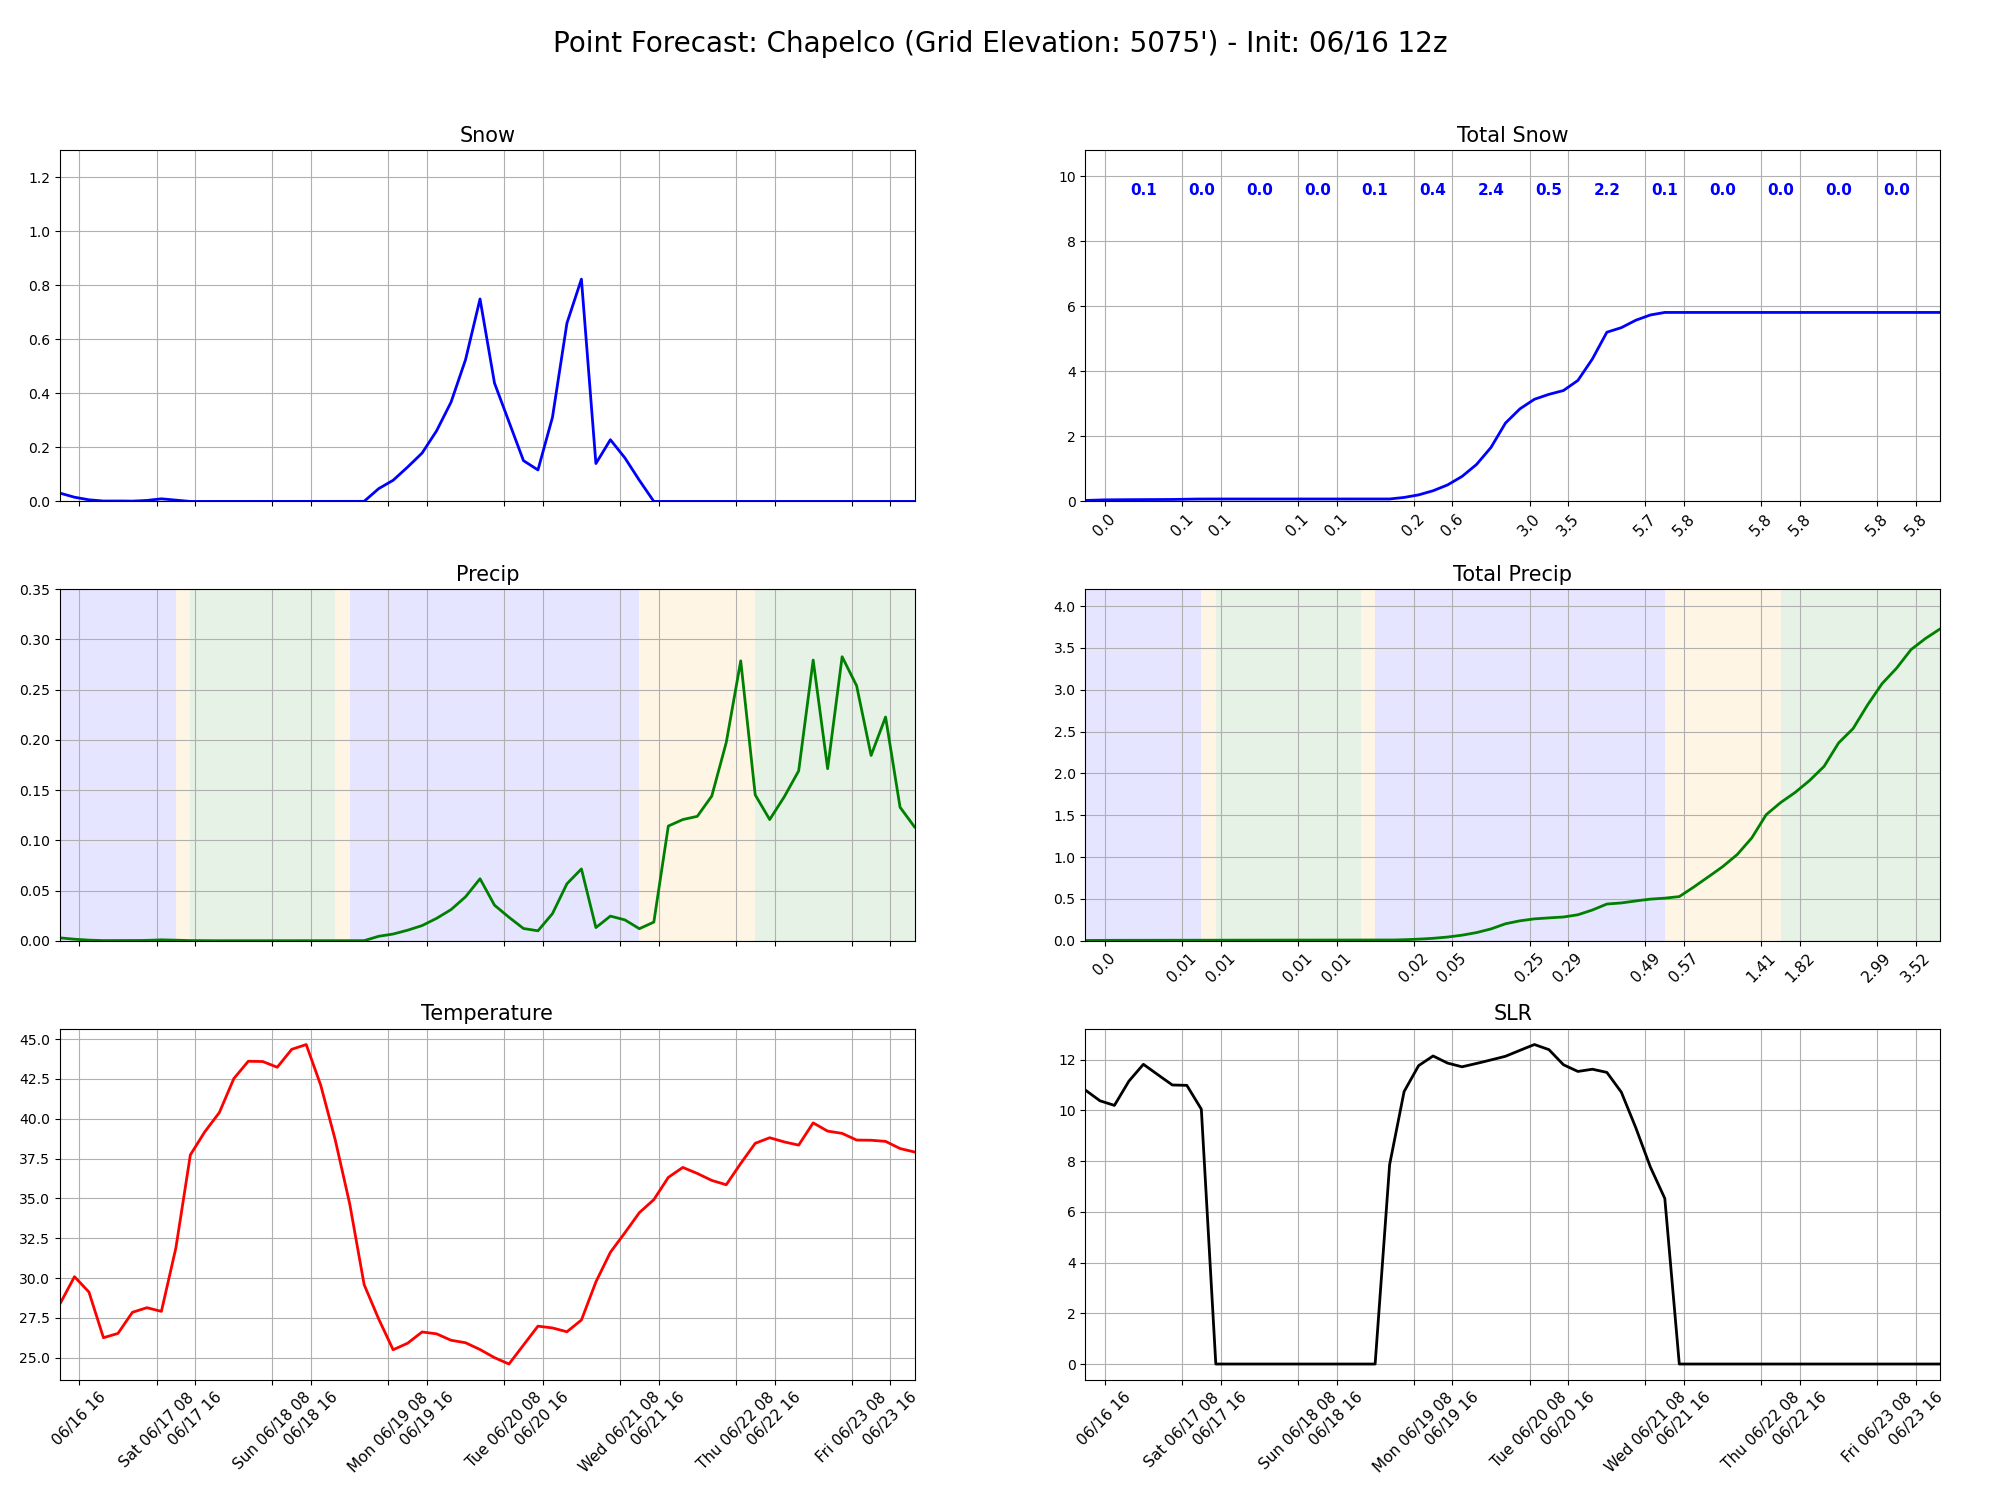 Point Forecast: Chapelco (Grid Elevation: 5075') - Init: 06/16 12z
Snow
1.2
1.0
0.8
0.6
0.4
0.2
0.0
Total Snow
10
8
6
4
2
0
0.1 0.0 0.0 0.0 0.1 0.4 2.4 0.5 2.2 0.1 0.0 0.0 0.0 0.0
0.0 0.1 0.1 0.1 0.1 0.2 0.6 3.0 3.5 5.7 5.8 5.8 5.8 5.8 5.8
Precip
0.35
0.30
0.25
0.20
0.15
0.10
0.05
0.00
Total Precip
4.0
3.5
3.0
2.5
2.0
1.5
1.0
0.5
0.0
0.0 0.01 0.01 0.01 0.01 0.02 0.05 0.25 0.29 0.49 0.57 1.41 1.82 2.99 3.52
Temperature
45.0
42.5
40.0
37.5
35.0
32.5
30.0
27.5
25.0
06/16 16
Sat 06/17 08
06/17 16
Sun 06/18 08
06/18 16
Mon 06/19 08
06/19 16
Tue 06/20 08
06/20 16
Wed 06/21 08
06/21 16
Thu 06/22 08
06/22 16
Fri 06/23 08
06/23 16
SLR
12
10
8
6
4
2
0
06/16 16
Sat 06/17 08
06/17 16
Sun 06/18 08
06/18 16
Mon 06/19 08
06/19 16
Tue 06/20 08
06/20 16
Wed 06/21 08
06/21 16
Thu 06/22 08
06/22 16
Fri 06/23 08
06/23 16